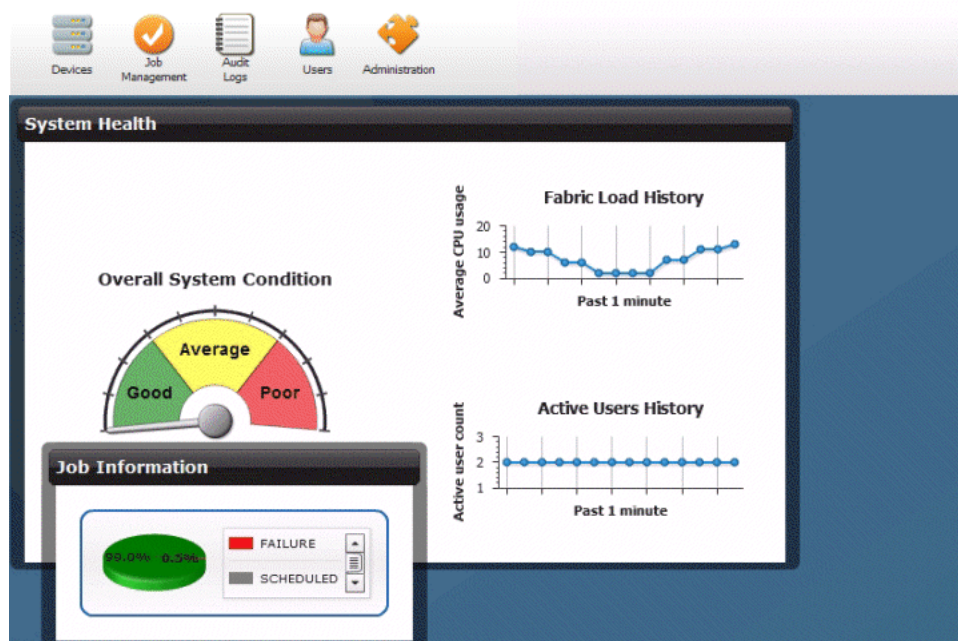 Devices
Job Management
Audit Logs
Users
Administration
System Health
Overall System Condition
Good
Average
Poor
Fabric Load History
Average CPU usage
20
10
0
Past 1 minute
Active Users History
Active user count
3
2
1
Past 1 minute
Job Information
99.0% 0.5%
FAILURE
SCHEDULED